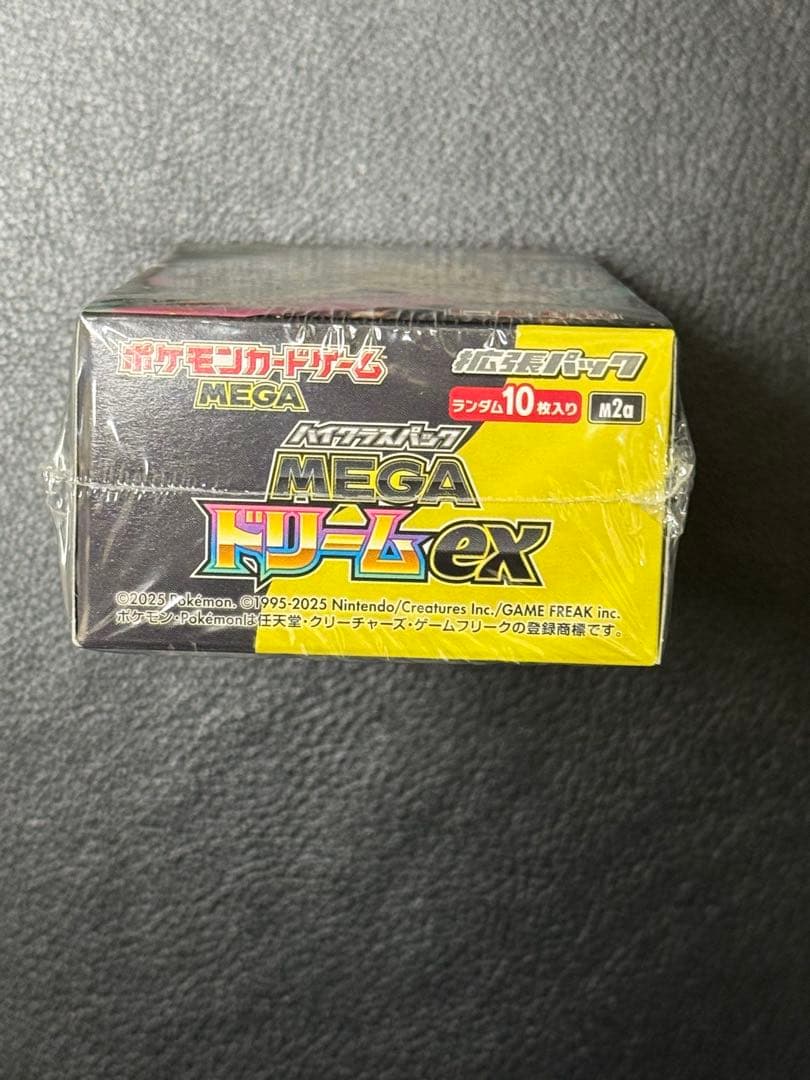 ポケモンカードゲーム
MEGA
拡張パック
ランダム10枚入り
M2a
ハイクラスパック
MEGA
ドリームex
©2025 Pokémon. ©1995-2025 Nintendo/Creatures Inc./GAME FREAK inc.
ポケモン・Pokémonは任天堂・クリーチャーズ・ゲームフリークの登録商標です。